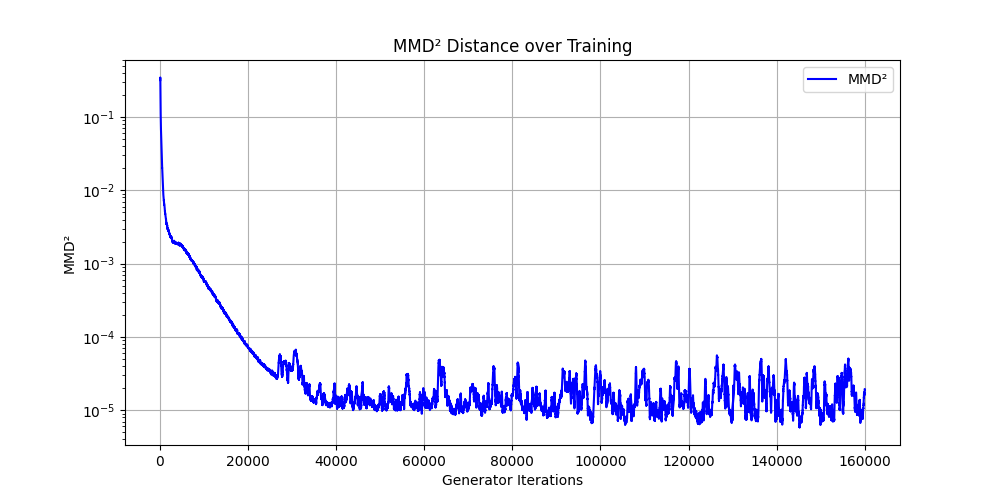 MMD² Distance over Training
MMD²
10⁻¹
10⁻²
10⁻³
10⁻⁴
10⁻⁵
MMD²
0 20000 40000 60000 80000 100000 120000 140000 160000
Generator Iterations